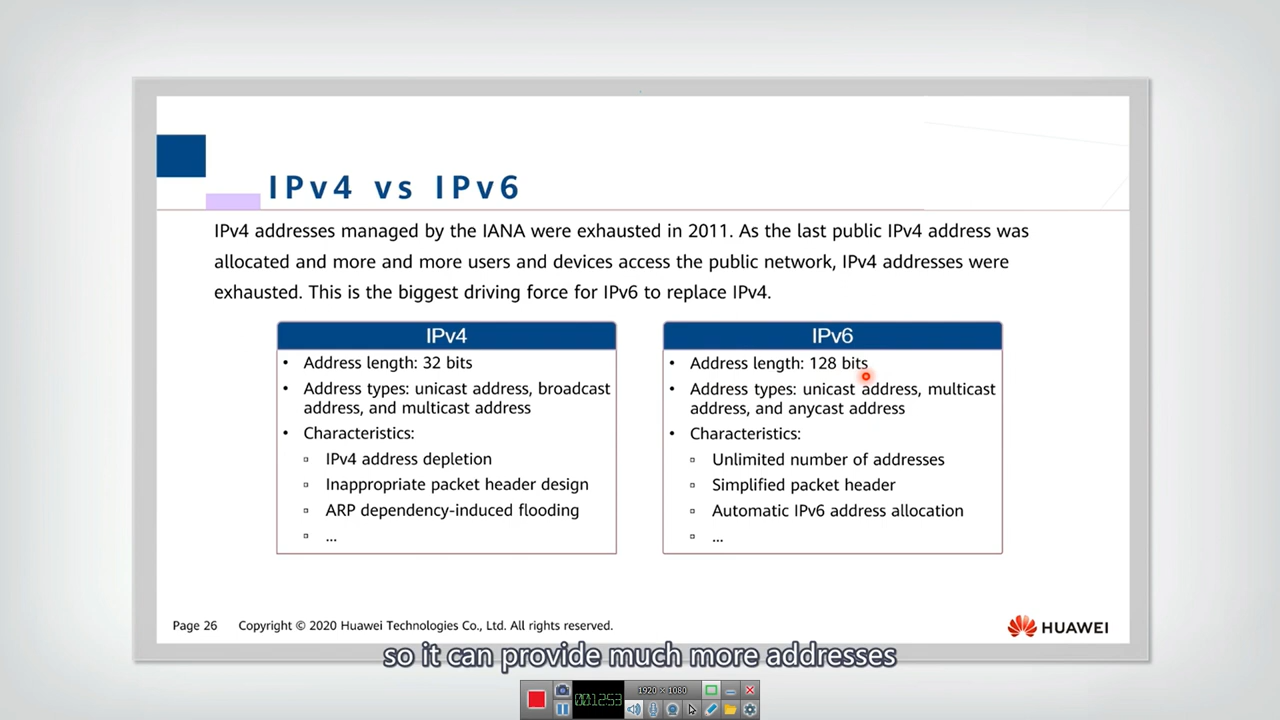 IPv4 vs IPv6
IPv4 addresses managed by the IANA were exhausted in 2011. As the last public IPv4 address was
allocated and more and more users and devices access the public network, IPv4 addresses were
exhausted. This is the biggest driving force for IPv6 to replace IPv4.
IPv4
• Address length: 32 bits
• Address types: unicast address, broadcast
address, and multicast address
• Characteristics:
▫ IPv4 address depletion
▫ Inappropriate packet header design
▫ ARP dependency-induced flooding
▫ ...
IPv6
• Address length: 128 bits
• Address types: unicast address, multicast
address, and anycast address
• Characteristics:
▫ Unlimited number of addresses
▫ Simplified packet header
▫ Automatic IPv6 address allocation
▫ ...
Page 26 Copyright © 2020 Huawei Technologies Co., Ltd. All rights reserved.
HUAWEI
so it can provide much more addresses
1920 × 1080
00:12:53